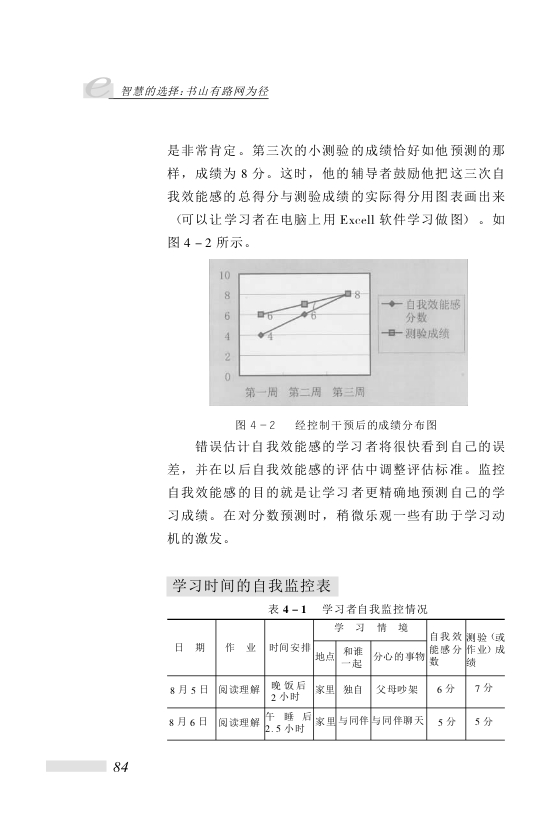 e 智慧的选择:书山有路网为径
是非常肯定。第三次的小测验的成绩恰好如他预测的那
样，成绩为 8 分。这时，他的辅导者鼓励他把这三次自
我效能感的总得分与测验成绩的实际得分用图表画出来
（可以让学习者在电脑上用 Excell 软件学习做图）。如
图 4－2 所示。
10
8
6
4
2
0
8
7
6
6
4
第一周 第二周 第三周
自我效能感
分数
测验成绩
图 4－2 经控制干预后的成绩分布图
错误估计自我效能感的学习者将很快看到自己的误
差，并在以后自我效能感的评估中调整评估标准。监控
自我效能感的目的就是让学习者更精确地预测自己的学
习成绩。在对分数预测时，稍微乐观一些有助于学习动
机的激发。
学习时间的自我监控表
表 4－1 学习者自我监控情况
日 期 作 业 时间安排 学 习 情 境 自我效能感分数 测验（或作业）成绩
地点 和谁一起 分心的事物
8 月 5 日 阅读理解 晚饭后 2 小时 家里 独自 父母吵架 6 分 7 分
8 月 6 日 阅读理解 午睡后 2.5 小时 家里 与同伴 与同伴聊天 5 分 5 分
84